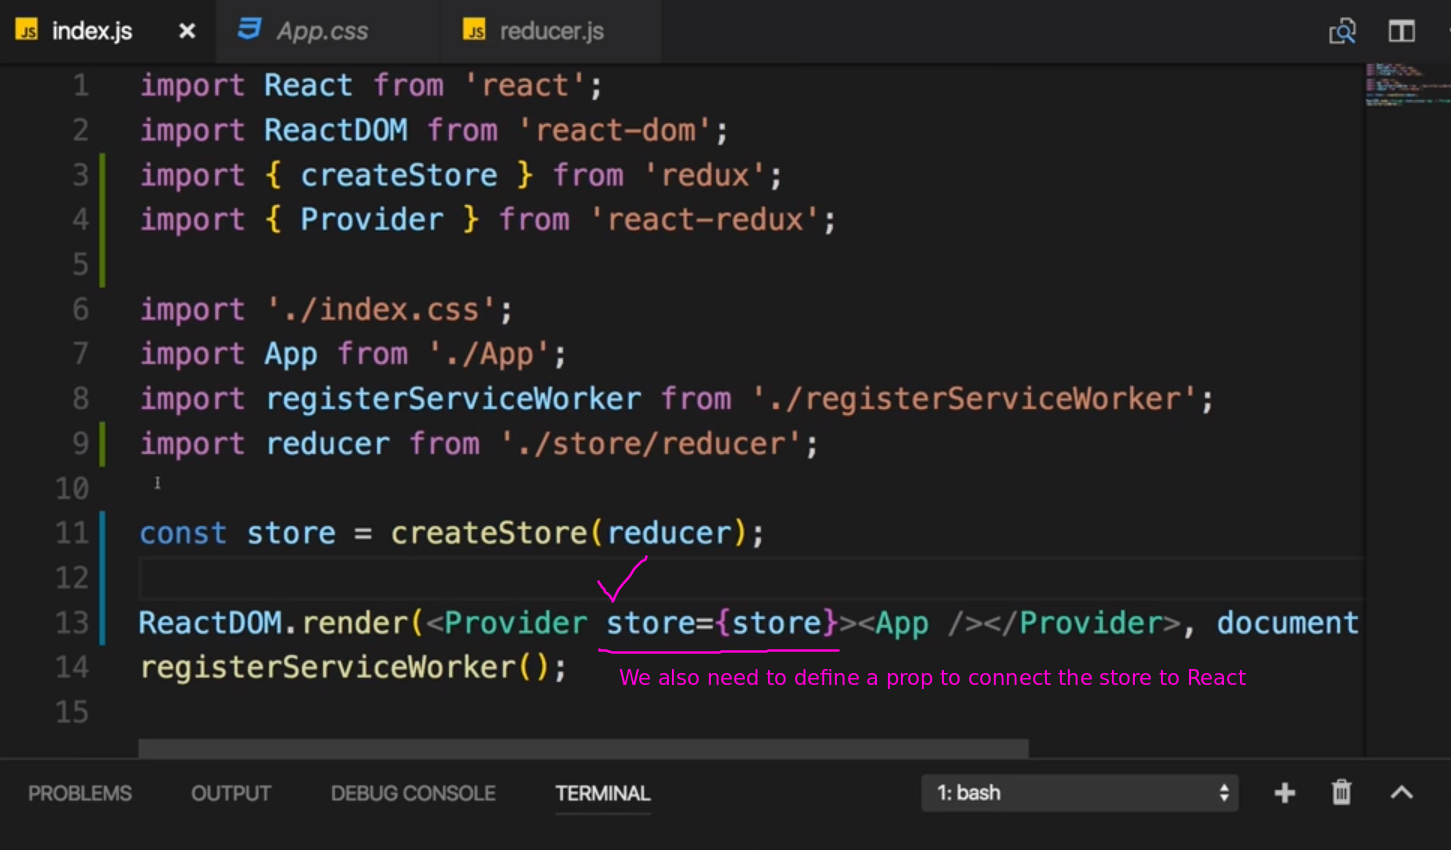 index.js
App.css
reducer.js
1 import React from 'react';
2 import ReactDOM from 'react-dom';
3 import { createStore } from 'redux';
4 import { Provider } from 'react-redux';
5
6 import './index.css';
7 import App from './App';
8 import registerServiceWorker from './registerServiceWorker';
9 import reducer from './store/reducer';
10
11 const store = createStore(reducer);
12
13 ReactDOM.render(<Provider store={store}><App /></Provider>, document
We also need to define a prop to connect the store to React
14 registerServiceWorker();
15
PROBLEMS OUTPUT DEBUG CONSOLE TERMINAL 1: bash